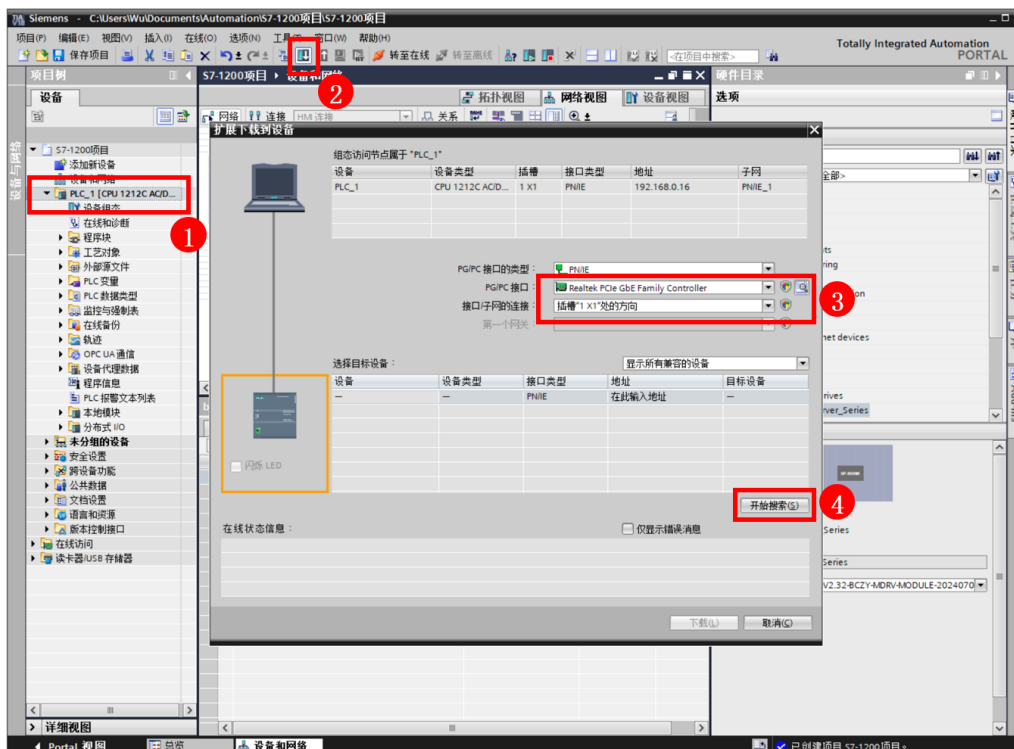 Siemens - C:\Users\Wu\Documents\Automation\S7-1200项目\S7-1200项目
项目(P) 编辑(E) 视图(V) 插入(I) 在线(O) 选项(N) 工具 窗口(W) 帮助(H)
保存项目 转至在线 转至离线 <在项目中搜索>
Totally Integrated Automation
PORTAL
项目树
S7-1200项目 设备和网络
硬件目录
2
设备
拓扑视图 网络视图 设备视图
选项
网络 连接 HMI 连接 关系
设备与网络
扩展下载到设备
S7-1200项目
添加新设备
设备和网络
PLC_1 [CPU 1212C AC/D...
设备组态
1
在线和诊断
程序块
工艺对象
外部源文件
PLC 变量
PLC 数据类型
监控与强制表
在线备份
轨迹
OPC UA 通信
设备代理数据
程序信息
PLC 报警文本列表
本地模块
分布式 I/O
未分组的设备
安全设置
跨设备功能
公共数据
文档设置
语言和资源
版本控制接口
在线访问
读卡器/USB 存储器
组态访问节点属于 "PLC_1"
设备 设备类型 插槽 接口类型 地址 子网
PLC_1 CPU 1212C AC/D... 1 X1 PN/IE 192.168.0.16 PN/IE_1
PG/PC 接口的类型: PN/IE
PG/PC 接口: Realtek PCIe GbE Family Controller
3
接口/子网的连接: 插槽"1 X1"处的方向
第一个网关:
选择目标设备:
显示所有兼容的设备
设备 设备类型 接口类型 地址 目标设备
— — PN/IE 在此输入地址 —
闪烁 LED
开始搜索(S)
4
在线状态信息:
仅显示错误消息
下载(L) 取消(C)
全部>
ring
net devices
rives
ver_Series
Series
Series
V2.32-BCZY-MDRV-MODULE-2024070
详细视图
Portal 视图 总览 设备和网络
已创建项目 S7-1200项目。